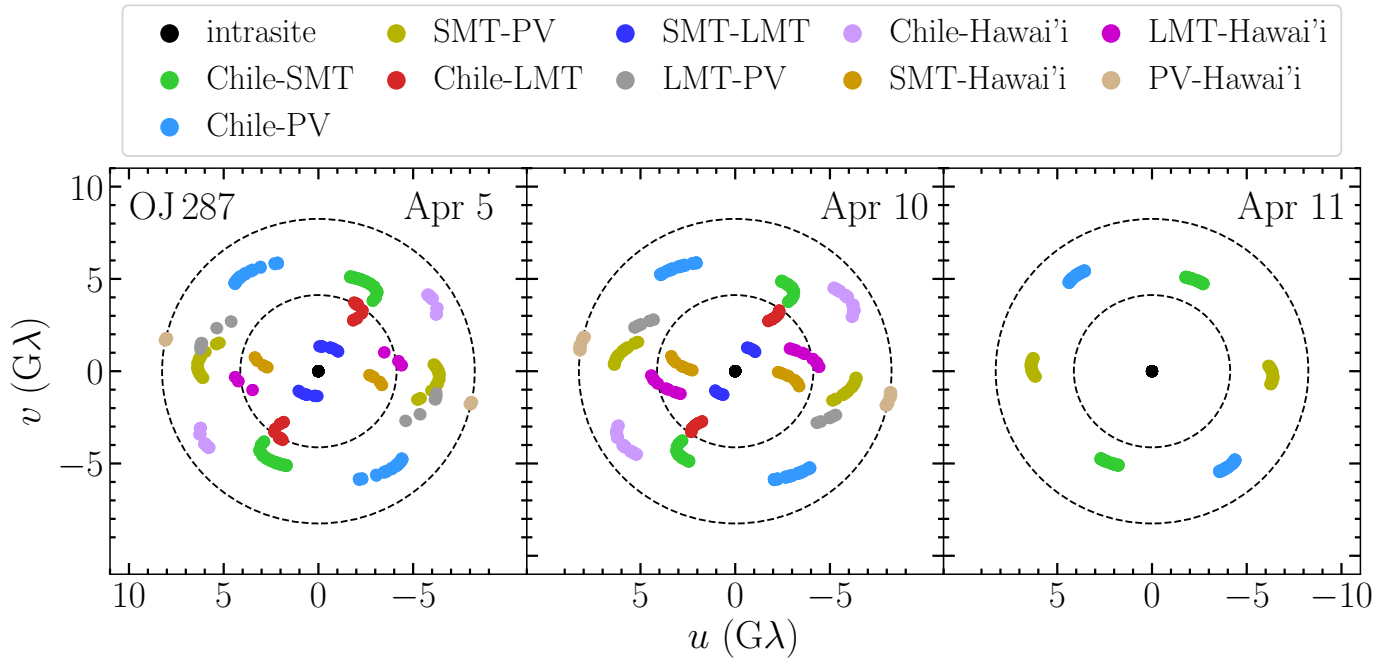 intrasite SMT-PV SMT-LMT Chile-Hawai'i LMT-Hawai'i
Chile-SMT Chile-LMT LMT-PV SMT-Hawai'i PV-Hawai'i
Chile-PV
OJ 287 Apr 5 Apr 10 Apr 11
10
5
0
−5
v (Gλ)
10 5 0 −5 5 0 −5 5 0 −5 −10
u (Gλ)